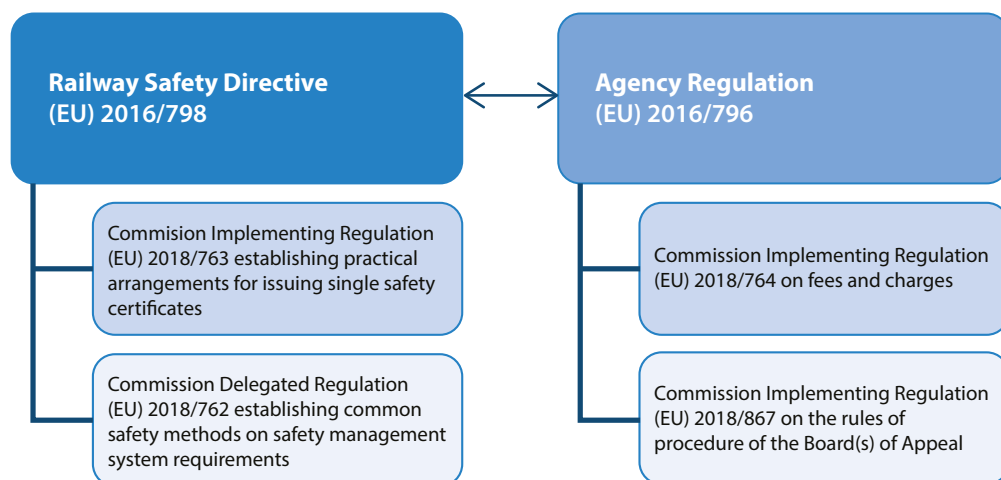 Railway Safety Directive
(EU) 2016/798
Agency Regulation
(EU) 2016/796
Commision Implementing Regulation
(EU) 2018/763 establishing practical
arrangements for issuing single safety
certificates
Commission Implementing Regulation
(EU) 2018/764 on fees and charges
Commission Delegated Regulation
(EU) 2018/762 establishing common
safety methods on safety management
system requirements
Commission Implementing Regulation
(EU) 2018/867 on the rules of
procedure of the Board(s) of Appeal